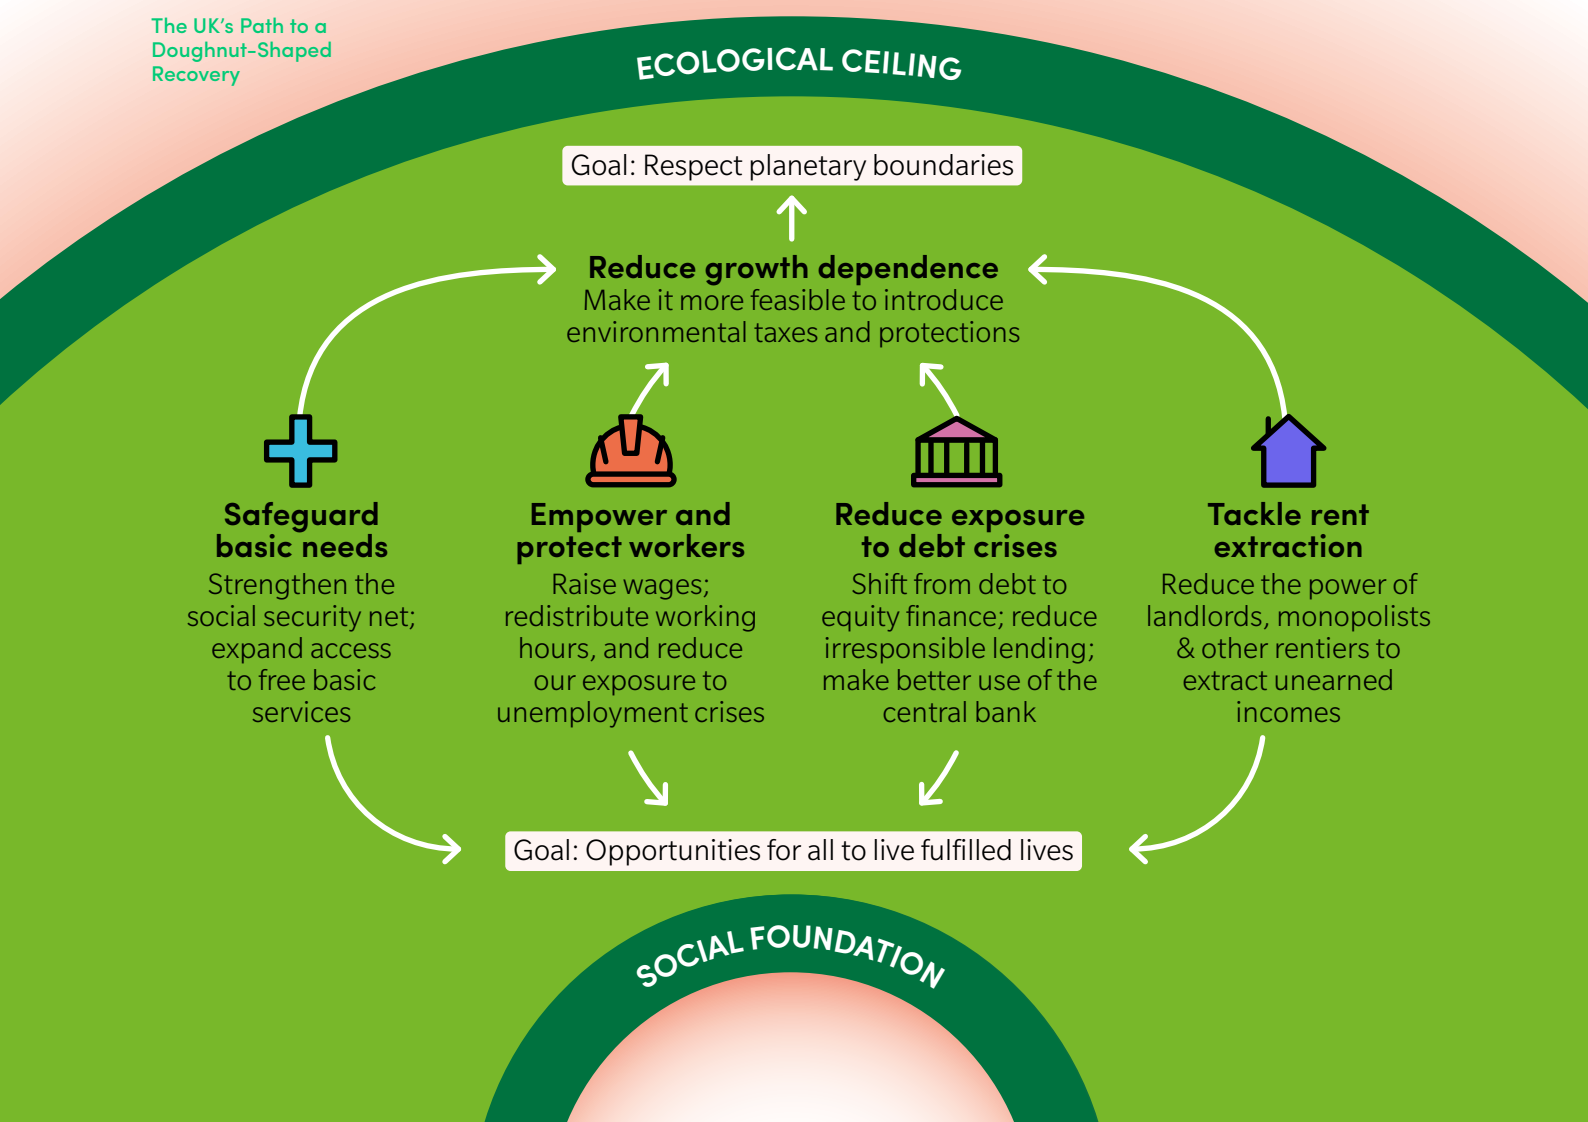 The UK's Path to a
Doughnut-Shaped
Recovery
ECOLOGICAL CEILING
Goal: Respect planetary boundaries
Reduce growth dependence
Make it more feasible to introduce
environmental taxes and protections
Safeguard
basic needs
Strengthen the
social security net;
expand access
to free basic
services
Empower and
protect workers
Raise wages;
redistribute working
hours, and reduce
our exposure to
unemployment crises
Reduce exposure
to debt crises
Shift from debt to
equity finance; reduce
irresponsible lending;
make better use of the
central bank
Tackle rent
extraction
Reduce the power of
landlords, monopolists
& other rentiers to
extract unearned
incomes
Goal: Opportunities for all to live fulfilled lives
SOCIAL FOUNDATION